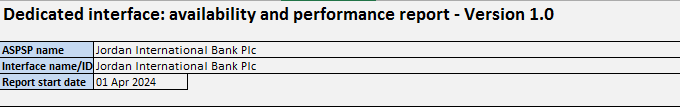 Dedicated interface: availability and performance report - Version 1.0
ASPSP name Jordan International Bank Plc
Interface name/ID Jordan International Bank Plc
Report start date 01 Apr 2024